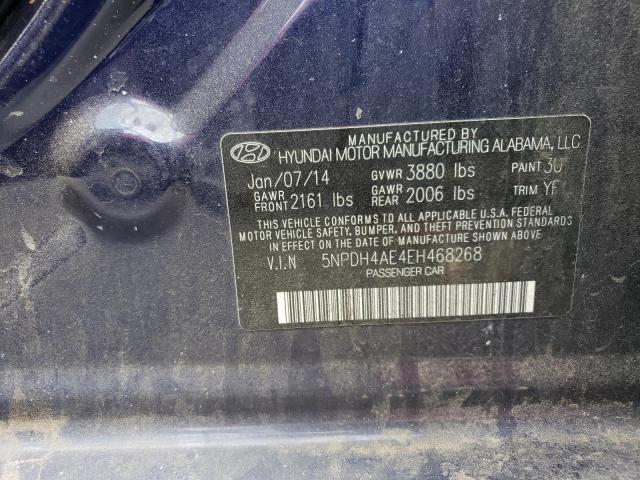 MANUFACTURED BY
HYUNDAI MOTOR MANUFACTURING ALABAMA, LLC
Jan/07/14 GVWR 3880 lbs PAINT 3U
GAWR FRONT 2161 lbs GAWR REAR 2006 lbs TRIM YF
THIS VEHICLE CONFORMS TO ALL APPLICABLE U.S.A. FEDERAL
MOTOR VEHICLE SAFETY, BUMPER, AND THEFT PREVENTION STANDARDS
IN EFFECT ON THE DATE OF MANUFACTURE SHOWN ABOVE
V.I.N 5NPDH4AE4EH468268
PASSENGER CAR